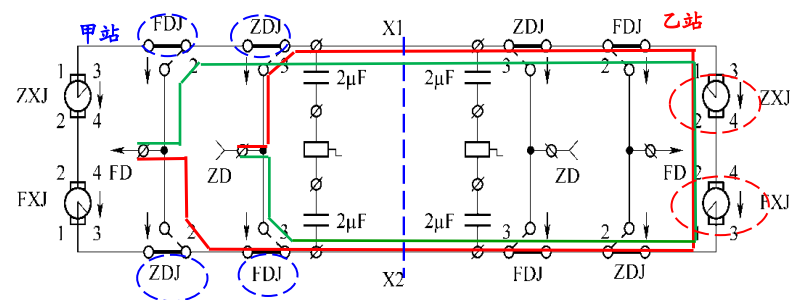 甲站 FDJ ZDJ X1 ZDJ FDJ 乙站
2 3 3 2
1 3 2μF 2μF 1 3
ZXJ ZXJ
2 4 2 4
FD ZD ZD FD
2 4 2 4
FXJ FXJ
1 3 2 3 2μF 2μF 3 2 1 3
ZDJ FDJ X2 FDJ ZDJ